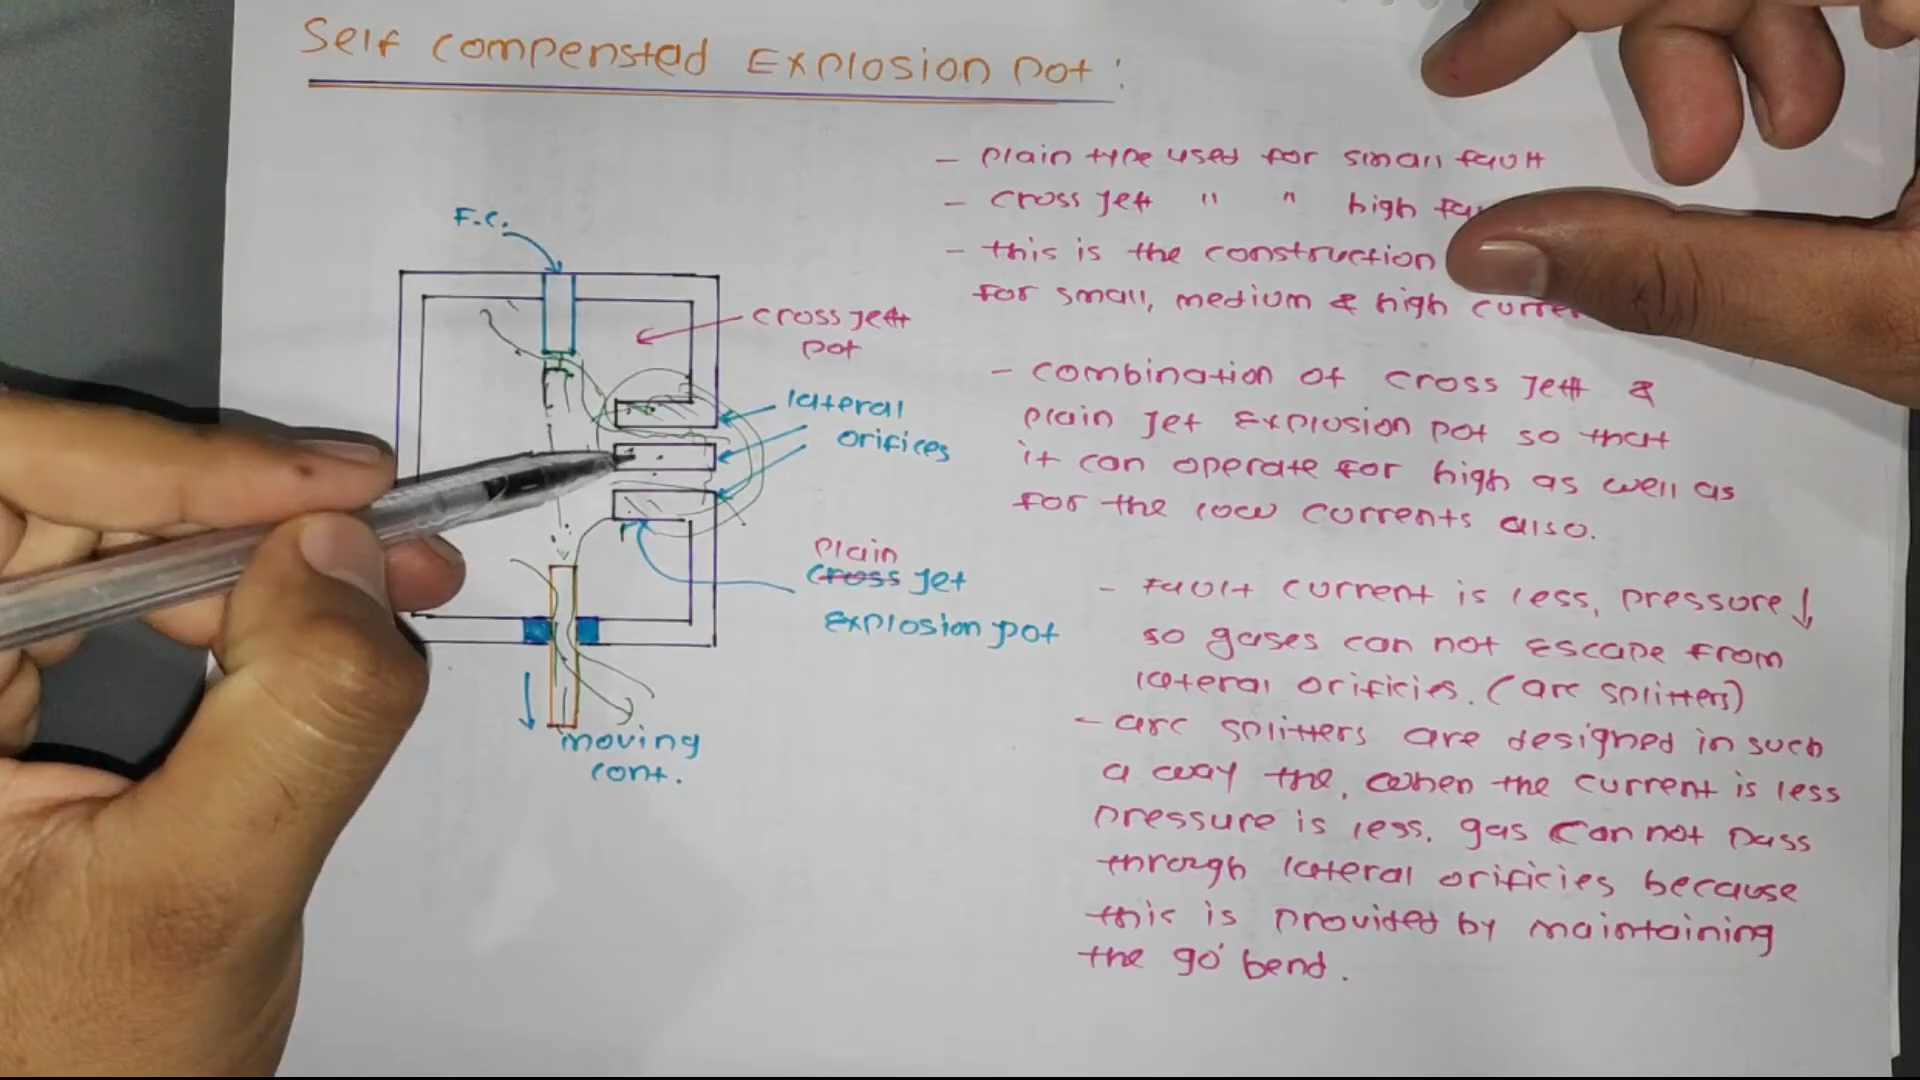 Self compensted Explosion pot:
F.C.
cross Jett
pot
lateral
orifices
plain
cross Jet
explosion pot
moving
cont.
- plain type used for small fault
- cross Jett " " high
- this is the construction
for small, medium & high
- combination of cross Jett &
plain Jet Explosion pot so that
it can operate for high as well as
for the low currents also.
- fault current is less, pressure ↓
so gases can not Escape from
lateral orificies. (arc splitters)
- arc splitters are designed in such
a way the, when the current is less
pressure is less. gas can not pass
through lateral orificies because
this is provided by maintaining
the 90° bend.